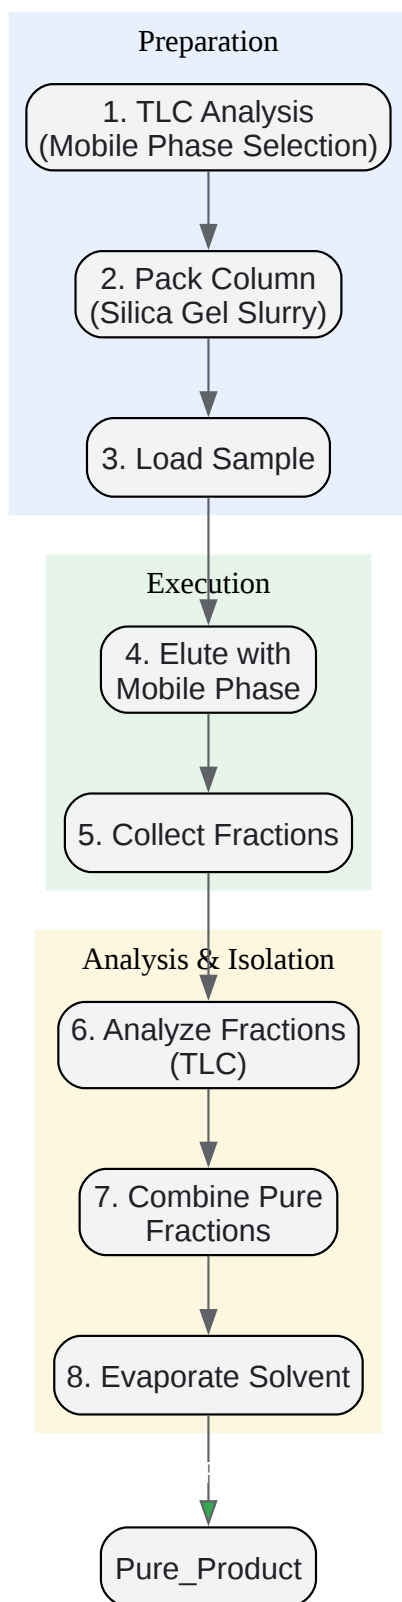 Preparation
1. TLC Analysis
(Mobile Phase Selection)
2. Pack Column
(Silica Gel Slurry)
3. Load Sample
Execution
4. Elute with
Mobile Phase
5. Collect Fractions
Analysis & Isolation
6. Analyze Fractions
(TLC)
7. Combine Pure
Fractions
8. Evaporate Solvent
Pure_Product